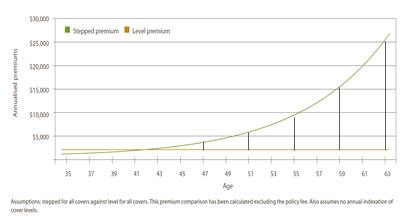 $30,000
Stepped premium Level premium
$25,000
$20,000
$15,000
$10,000
$5,000
Annualised premiums
35 37 39 41 43 45 47 49 51 53 55 57 59 61 63
Age
Assumptions: stepped for all covers against level for all covers. This premium comparison has been calculated excluding the policy fee. Also assumes no annual indexation of
cover levels.